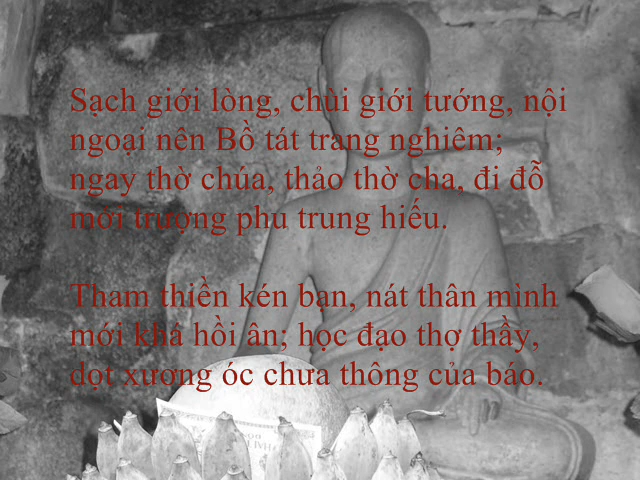 Sạch giới lòng, chùi giới tướng, nội
ngoại nên Bồ tát trang nghiêm;
ngay thờ chúa, thảo thờ cha, đi đỗ
mới trượng phu trung hiếu.
Tham thiền kén bạn, nát thân mình
mới khá hồi ân; học đạo thợ thầy,
dọt xương óc chưa thông của báo.